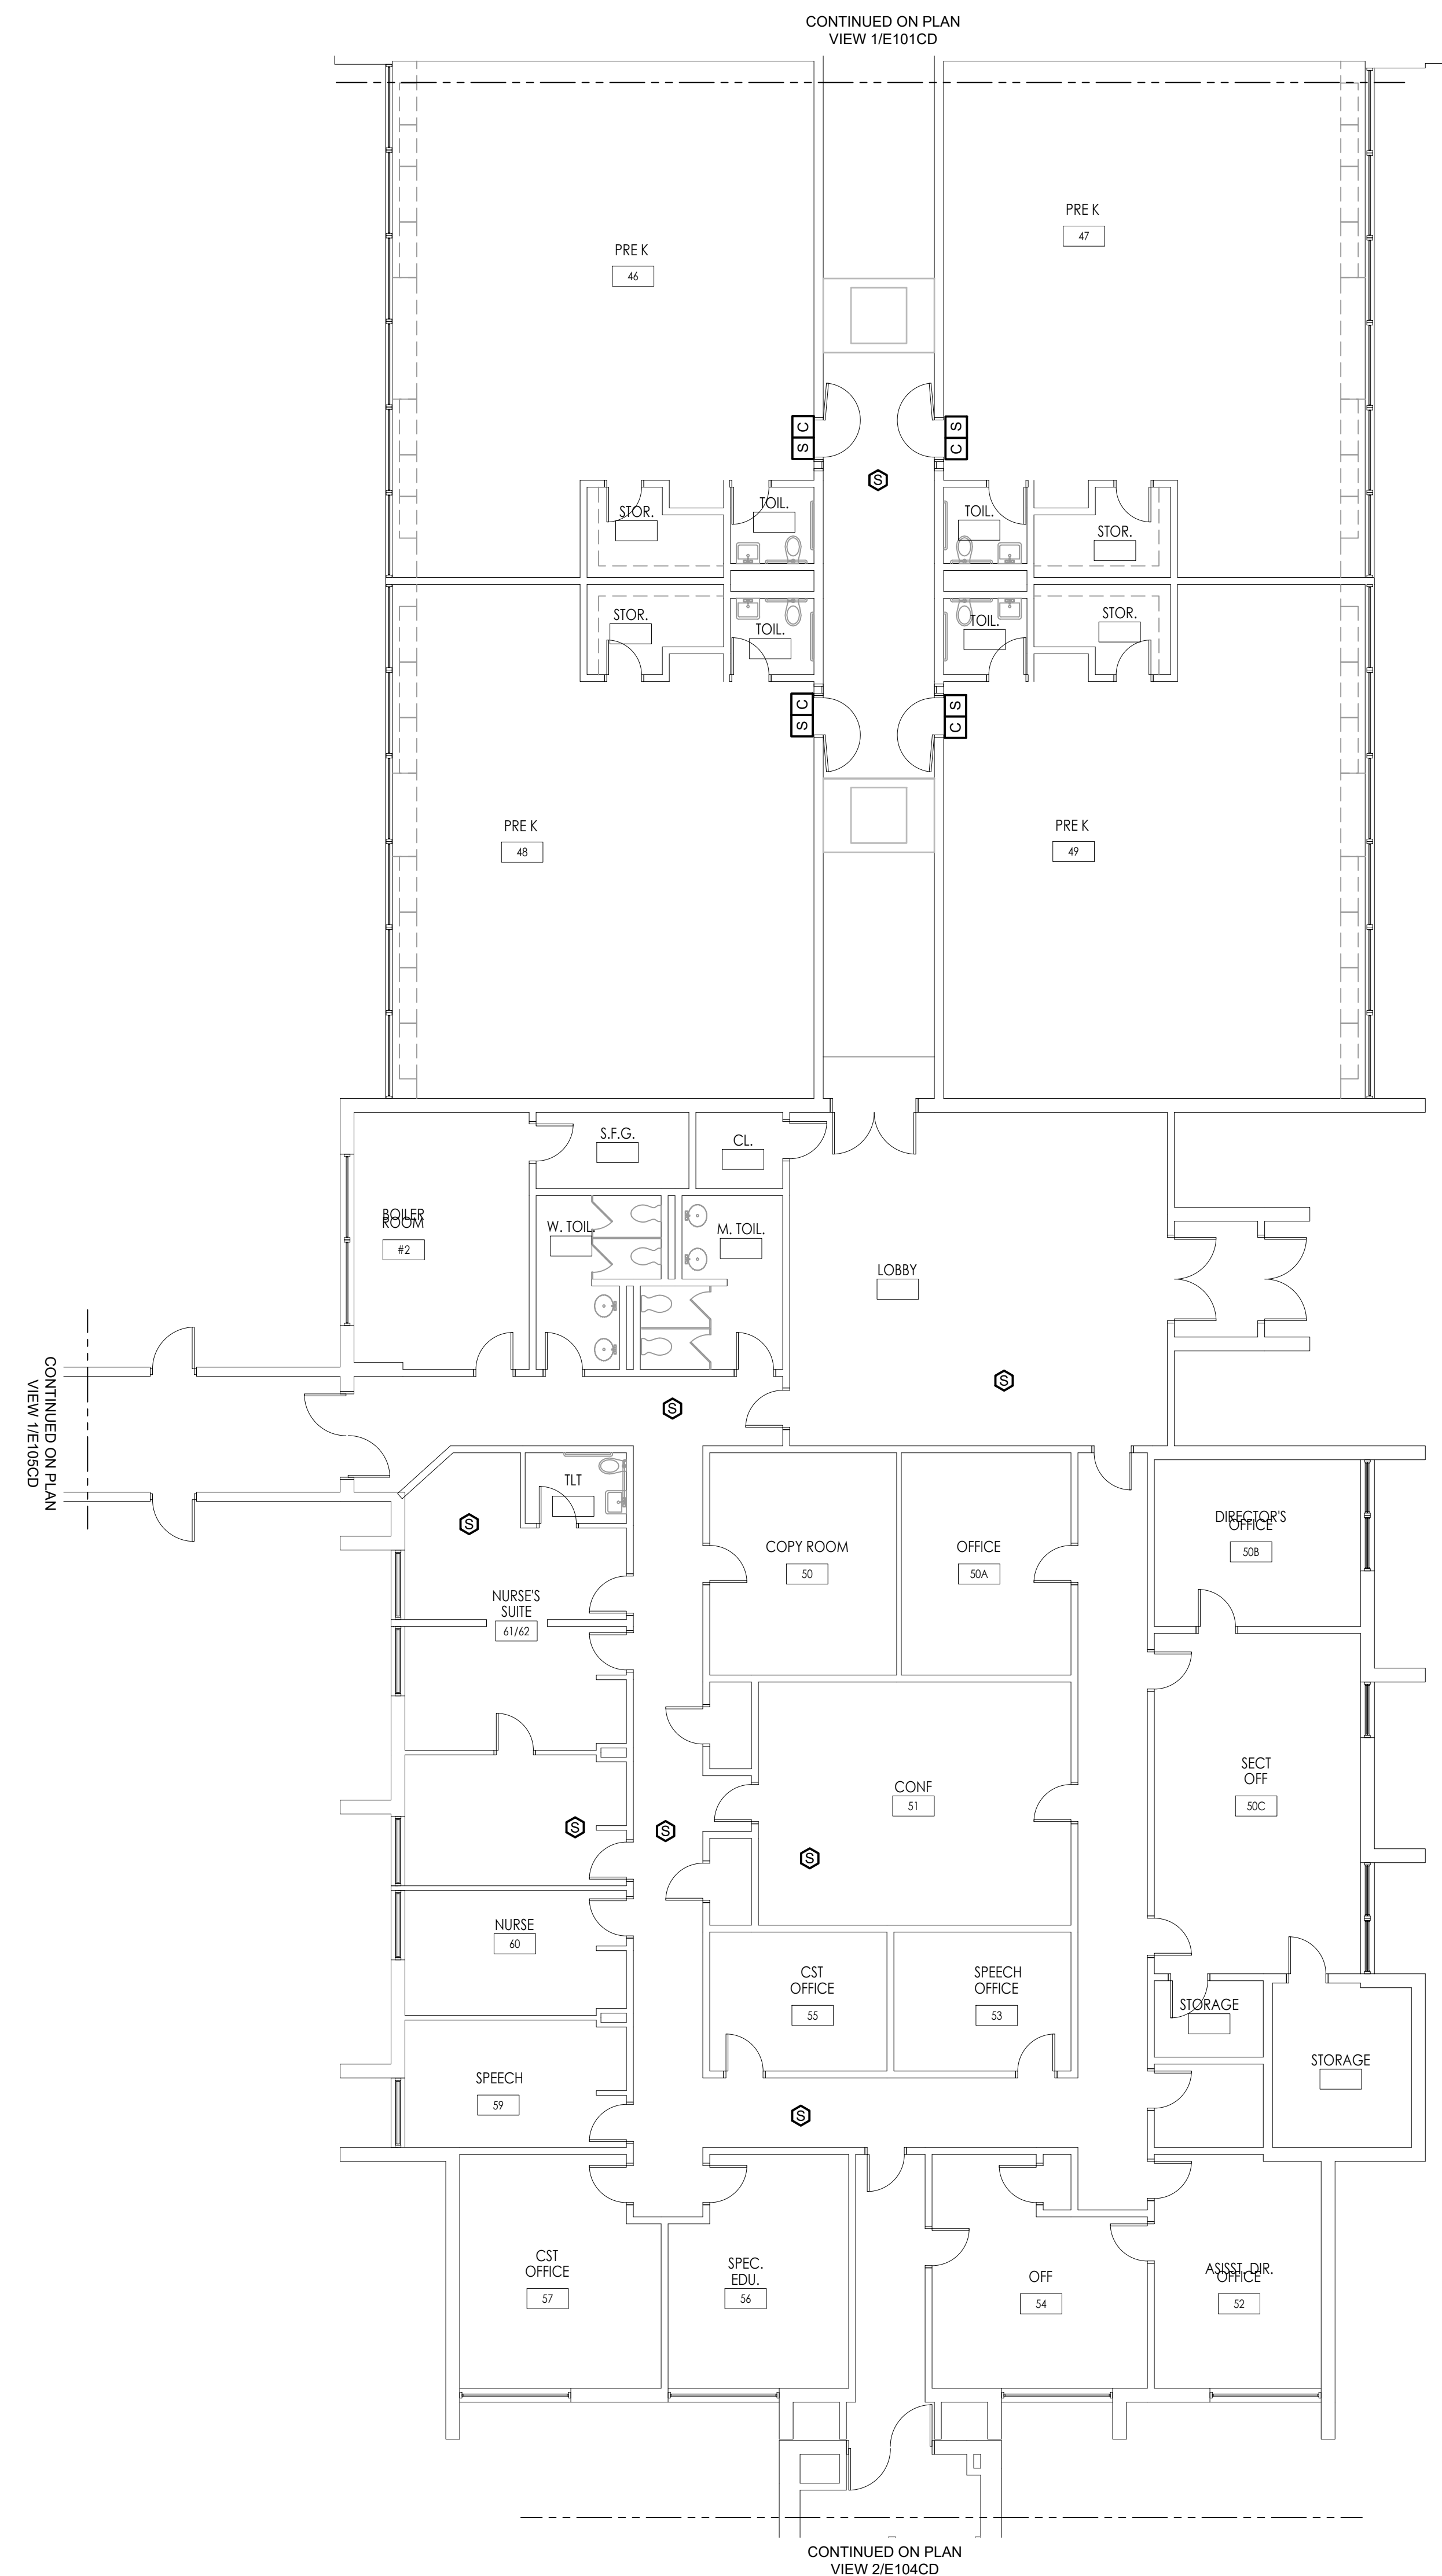 CONTINUED ON PLAN
VIEW 1/E101CD
PRE K
47
PRE K
46
C
S
S
C
S
STOR.
TOIL.
TOIL.
STOR.
STOR.
TOIL.
TOIL.
STOR.
C
S
S
C
PRE K
48
PRE K
49
S.F.G.
CL.
BOILER
ROOM
#2
W. TOIL.
M. TOIL.
LOBBY
S
S
CONTINUED ON PLAN
VIEW 1/E105CD
TLT
S
DIRECTOR'S
OFFICE
50B
COPY ROOM
50
OFFICE
50A
NURSE'S
SUITE
61/62
SECT
OFF
50C
CONF
51
S
S
S
NURSE
60
CST
OFFICE
55
SPEECH
OFFICE
53
STORAGE
STORAGE
SPEECH
59
S
CST
OFFICE
57
SPEC.
EDU.
56
OFF
54
ASISST. DIR.
OFFICE
52
CONTINUED ON PLAN
VIEW 2/E104CD